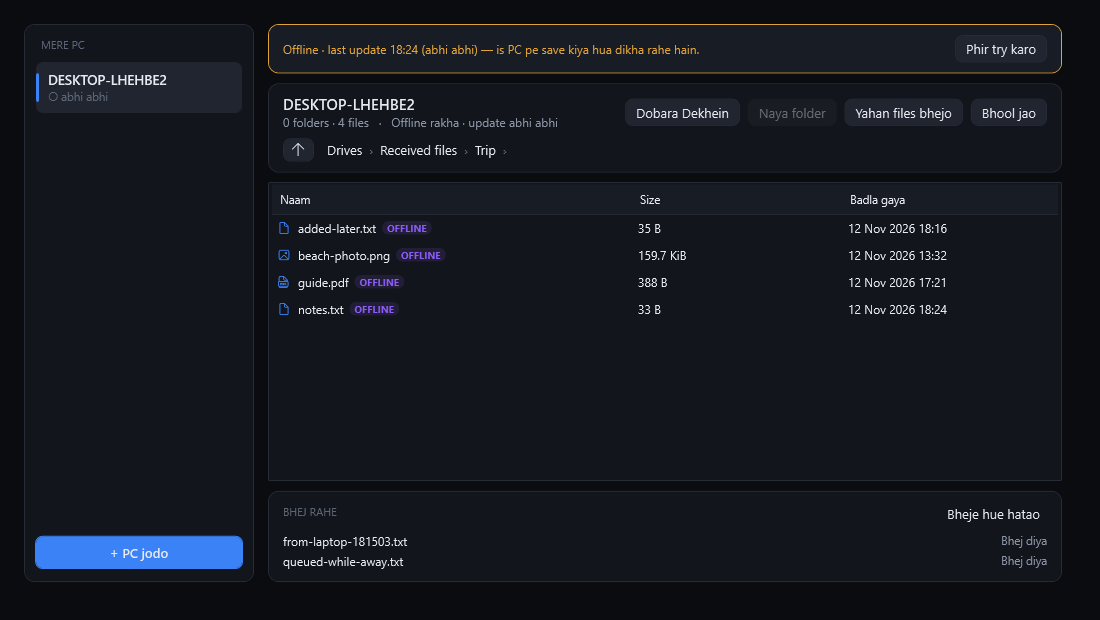 MERE PC
DESKTOP-LHEHBE2
abhi abhi
+ PC jodo
Offline · last update 18:24 (abhi abhi) — is PC pe save kiya hua dikha rahe hain.
Phir try karo
DESKTOP-LHEHBE2
0 folders · 4 files · Offline rakha · update abhi abhi
Dobara Dekhein
Naya folder
Yahan files bhejo
Bhool jao
Drives › Received files › Trip ›
Naam Size Badla gaya
added-later.txt OFFLINE 35 B 12 Nov 2026 18:16
beach-photo.png OFFLINE 159.7 KiB 12 Nov 2026 13:32
guide.pdf OFFLINE 388 B 12 Nov 2026 17:21
notes.txt OFFLINE 33 B 12 Nov 2026 18:24
BHEJ RAHE
Bheje hue hatao
from-laptop-181503.txt Bhej diya
queued-while-away.txt Bhej diya